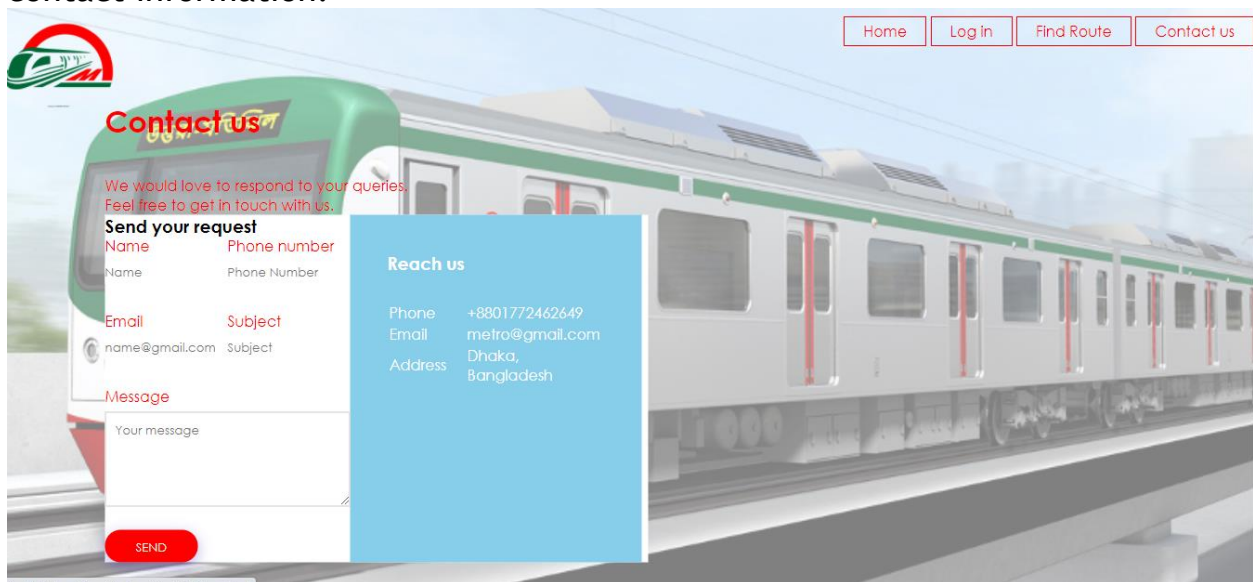 contact information.
Home Log in Find Route Contact us
Contact us
We would love to respond to your queries.
Feel free to get in touch with us.
Send your request
Name Phone number
Name Phone Number
Email Subject
name@gmail.com Subject
Message
Your message
SEND
Reach us
Phone +8801772462649
Email metro@gmail.com
Address Dhaka,
Bangladesh